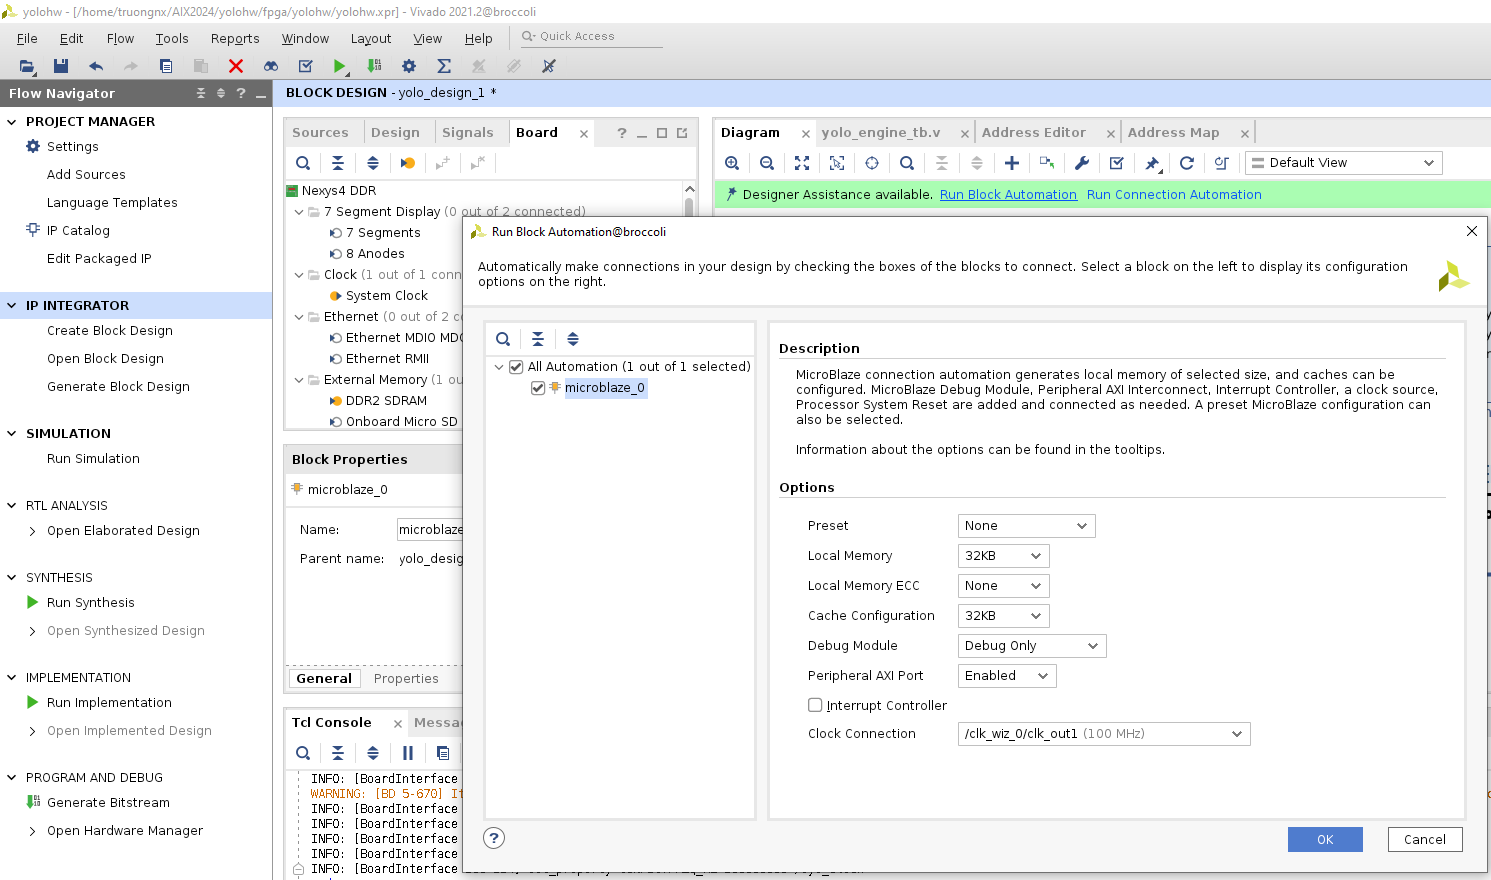 yolohw - [/home/truongnx/AIX2024/yolohw/fpga/yolohw/yolohw.xpr] - Vivado 2021.2@broccoli
File Edit Flow Tools Reports Window Layout View Help Quick Access
Flow Navigator
PROJECT MANAGER
Settings
Add Sources
Language Templates
IP Catalog
Edit Packaged IP
IP INTEGRATOR
Create Block Design
Open Block Design
Generate Block Design
SIMULATION
Run Simulation
RTL ANALYSIS
Open Elaborated Design
SYNTHESIS
Run Synthesis
Open Synthesized Design
IMPLEMENTATION
Run Implementation
Open Implemented Design
PROGRAM AND DEBUG
Generate Bitstream
Open Hardware Manager
BLOCK DESIGN - yolo_design_1 *
Sources Design Signals Board
Nexys4 DDR
7 Segment Display (0 out of 2 connected)
7 Segments
8 Anodes
Clock (1 out of 1 conn
System Clock
Ethernet (0 out of 2 c
Ethernet MDIO MDC
Ethernet RMII
External Memory (1 ou
DDR2 SDRAM
Onboard Micro SD
Block Properties
microblaze_0
Name: microblaze
Parent name: yolo_desig
General Properties
Tcl Console Messa
INFO: [BoardInterface
WARNING: [BD 5-670] It
INFO: [BoardInterface
INFO: [BoardInterface
INFO: [BoardInterface
INFO: [BoardInterface
INFO: [BoardInterface
Diagram yolo_engine_tb.v Address Editor Address Map
Default View
Designer Assistance available. Run Block Automation Run Connection Automation
Run Block Automation@broccoli
Automatically make connections in your design by checking the boxes of the blocks to connect. Select a block on the left to display its configuration
options on the right.
All Automation (1 out of 1 selected)
microblaze_0
Description
MicroBlaze connection automation generates local memory of selected size, and caches can be
configured. MicroBlaze Debug Module, Peripheral AXI Interconnect, Interrupt Controller, a clock source,
Processor System Reset are added and connected as needed. A preset MicroBlaze configuration can
also be selected.
Information about the options can be found in the tooltips.
Options
Preset None
Local Memory 32KB
Local Memory ECC None
Cache Configuration 32KB
Debug Module Debug Only
Peripheral AXI Port Enabled
Interrupt Controller
Clock Connection /clk_wiz_0/clk_out1 (100 MHz)
OK Cancel